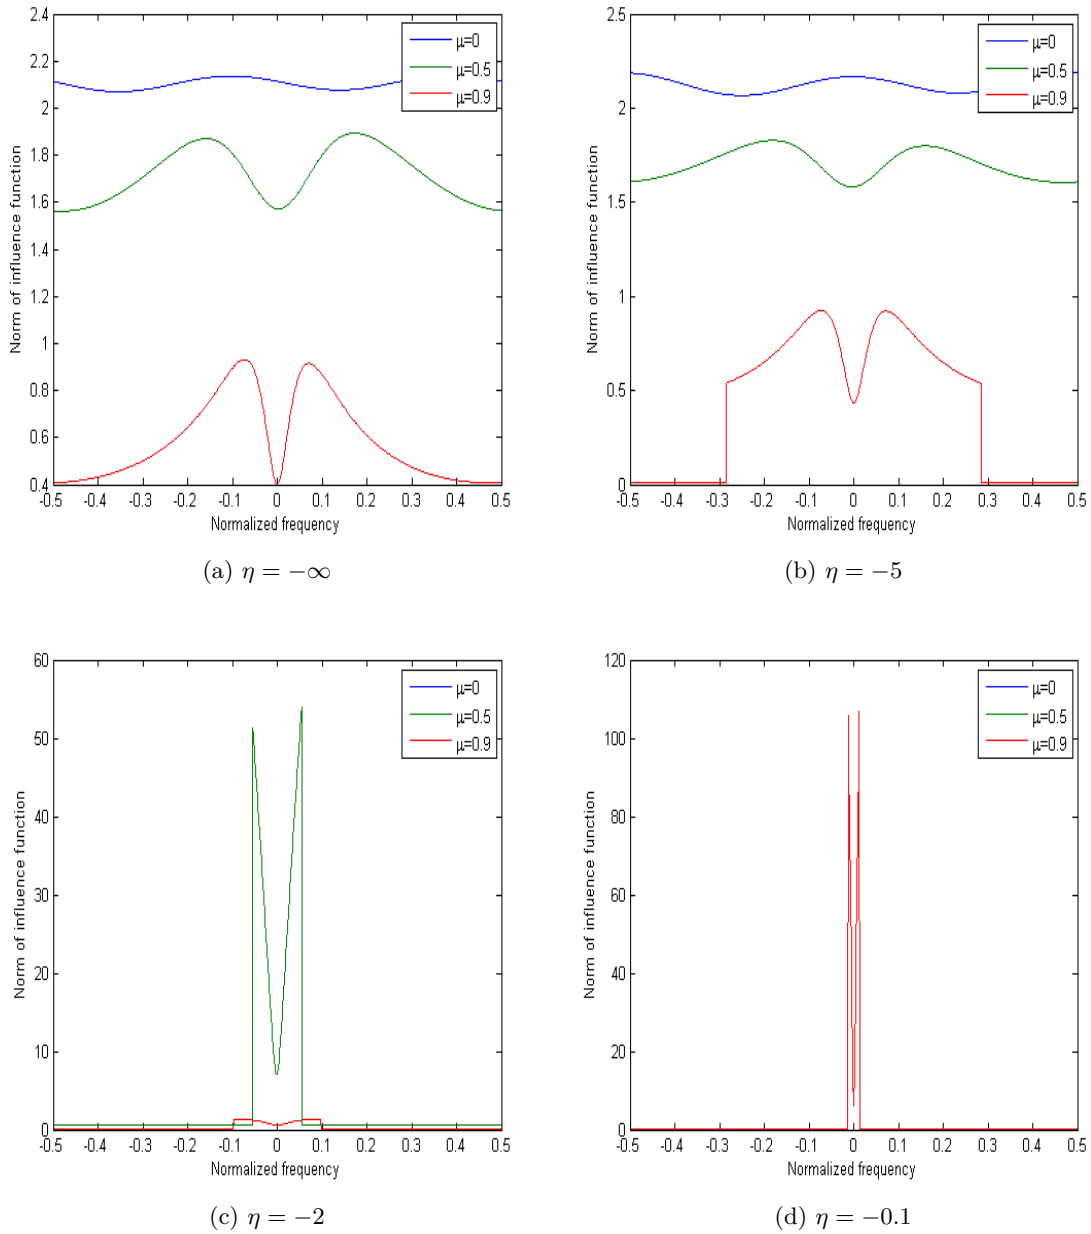 2.4
2.2
2
1.8
1.6
1.4
1.2
1
0.8
0.6
0.4
Norm of influence function
-0.5 -0.4 -0.3 -0.2 -0.1 0 0.1 0.2 0.3 0.4 0.5
Normalized frequency
μ=0
μ=0.5
μ=0.9
(a) η = −∞
2.5
2
1.5
1
0.5
0
Norm of influence function
-0.5 -0.4 -0.3 -0.2 -0.1 0 0.1 0.2 0.3 0.4 0.5
Normalized frequency
μ=0
μ=0.5
μ=0.9
(b) η = −5
60
50
40
30
20
10
0
Norm of influence function
-0.5 -0.4 -0.3 -0.2 -0.1 0 0.1 0.2 0.3 0.4 0.5
Normalized frequency
μ=0
μ=0.5
μ=0.9
(c) η = −2
120
100
80
60
40
20
0
Norm of influence function
-0.5 -0.4 -0.3 -0.2 -0.1 0 0.1 0.2 0.3 0.4 0.5
Normalized frequency
μ=0
μ=0.5
μ=0.9
(d) η = −0.1